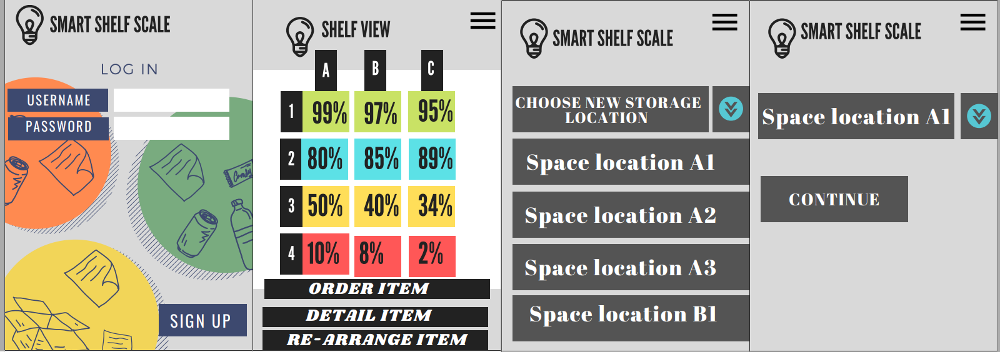 SMART SHELF SCALE
LOG IN
USERNAME
PASSWORD
Candy
SIGN UP
SHELF VIEW
A B C
1 99% 97% 95%
2 80% 85% 89%
3 50% 40% 34%
4 10% 8% 2%
ORDER ITEM
DETAIL ITEM
RE-ARRANGE ITEM
SMART SHELF SCALE
CHOOSE NEW STORAGE
LOCATION
Space location A1
Space location A2
Space location A3
Space location B1
SMART SHELF SCALE
Space location A1
CONTINUE